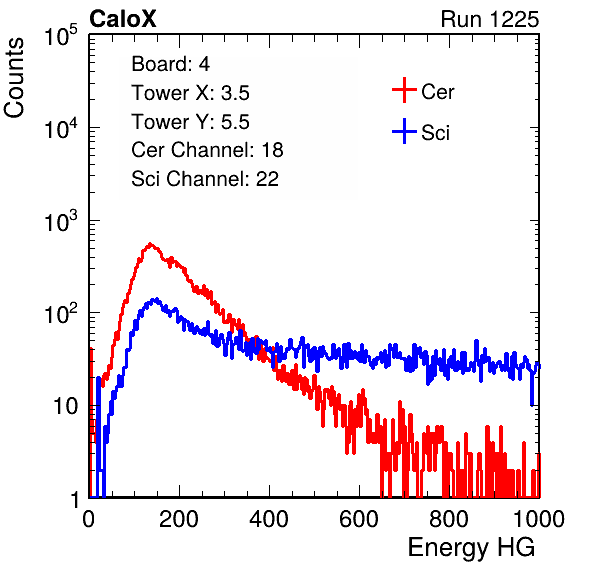 CaloX Run 1225
Counts
10^5
10^4
10^3
10^2
10
1
Board: 4
Tower X: 3.5
Tower Y: 5.5
Cer Channel: 18
Sci Channel: 22
Cer
Sci
0 200 400 600 800 1000
Energy HG